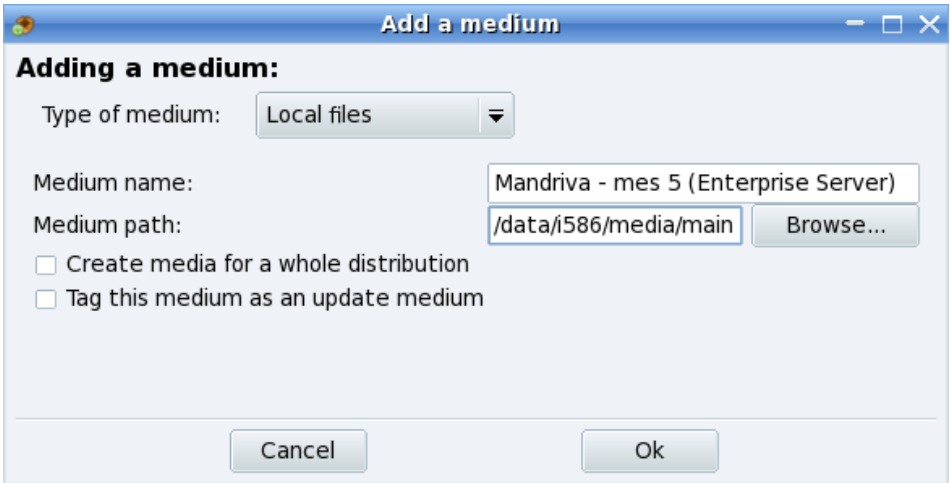 Add a medium
Adding a medium:
Type of medium: Local files
Medium name: Mandriva - mes 5 (Enterprise Server)
Medium path: /data/i586/media/main Browse...
Create media for a whole distribution
Tag this medium as an update medium
Cancel Ok